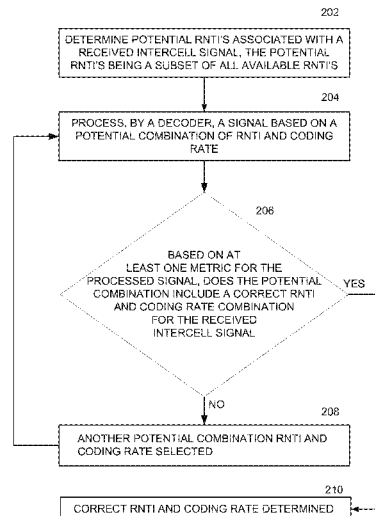 202
DETERMINE POTENTIAL RNTI'S ASSOCIATED WITH A
RECEIVED INTERCELL SIGNAL, THE POTENTIAL
RNTI'S BEING A SUBSET OF ALL AVAILABLE RNTI'S
204
PROCESS, BY A DECODER, A SIGNAL BASED ON A
POTENTIAL COMBINATION OF RNTI AND CODING
RATE
206
BASED ON AT
LEAST ONE METRIC FOR THE
PROCESSED SIGNAL, DOES THE POTENTIAL
COMBINATION INCLUDE A CORRECT RNTI
AND CODING RATE COMBINATION
FOR THE RECEIVED
INTERCELL SIGNAL
YES
NO
208
ANOTHER POTENTIAL COMBINATION RNTI AND
CODING RATE SELECTED
210
CORRECT RNTI AND CODING RATE DETERMINED